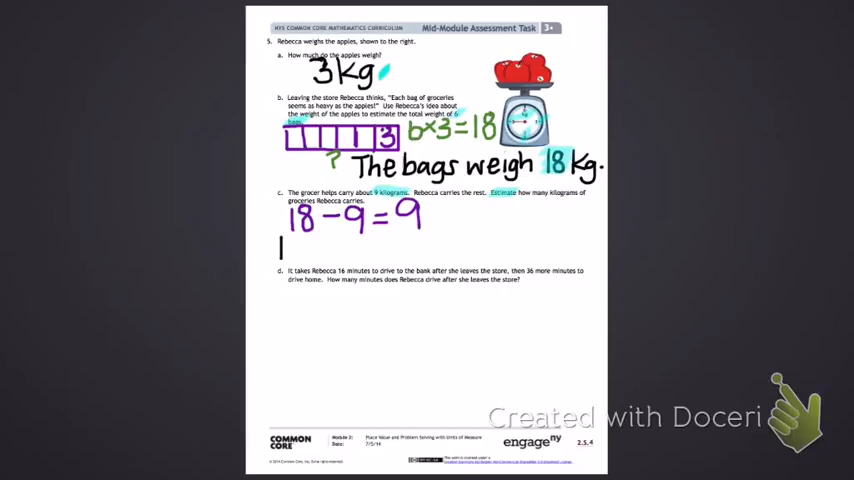 NYS COMMON CORE MATHEMATICS CURRICULUM Mid-Module Assessment Task 3•
5. Rebecca weighs the apples, shown to the right.
a. How much do the apples weigh?
3 kg.
b. Leaving the store Rebecca thinks, "Each bag of groceries
seems as heavy as the apples!" Use Rebecca's idea about
the weight of the apples to estimate the total weight of 6
bags.
3 6×3=18
?
The bags weigh 18 kg.
c. The grocer helps carry about 9 kilograms. Rebecca carries the rest. Estimate how many kilograms of
groceries Rebecca carries.
18-9=9
d. It takes Rebecca 16 minutes to drive to the bank after she leaves the store, then 36 more minutes to
drive home. How many minutes does Rebecca drive after she leaves the store?
Created with Doceri
COMMON
CORE
Module 2: Place Value and Problem Solving with Units of Measure
Date: 7/5/14
engage ny
2.S.4